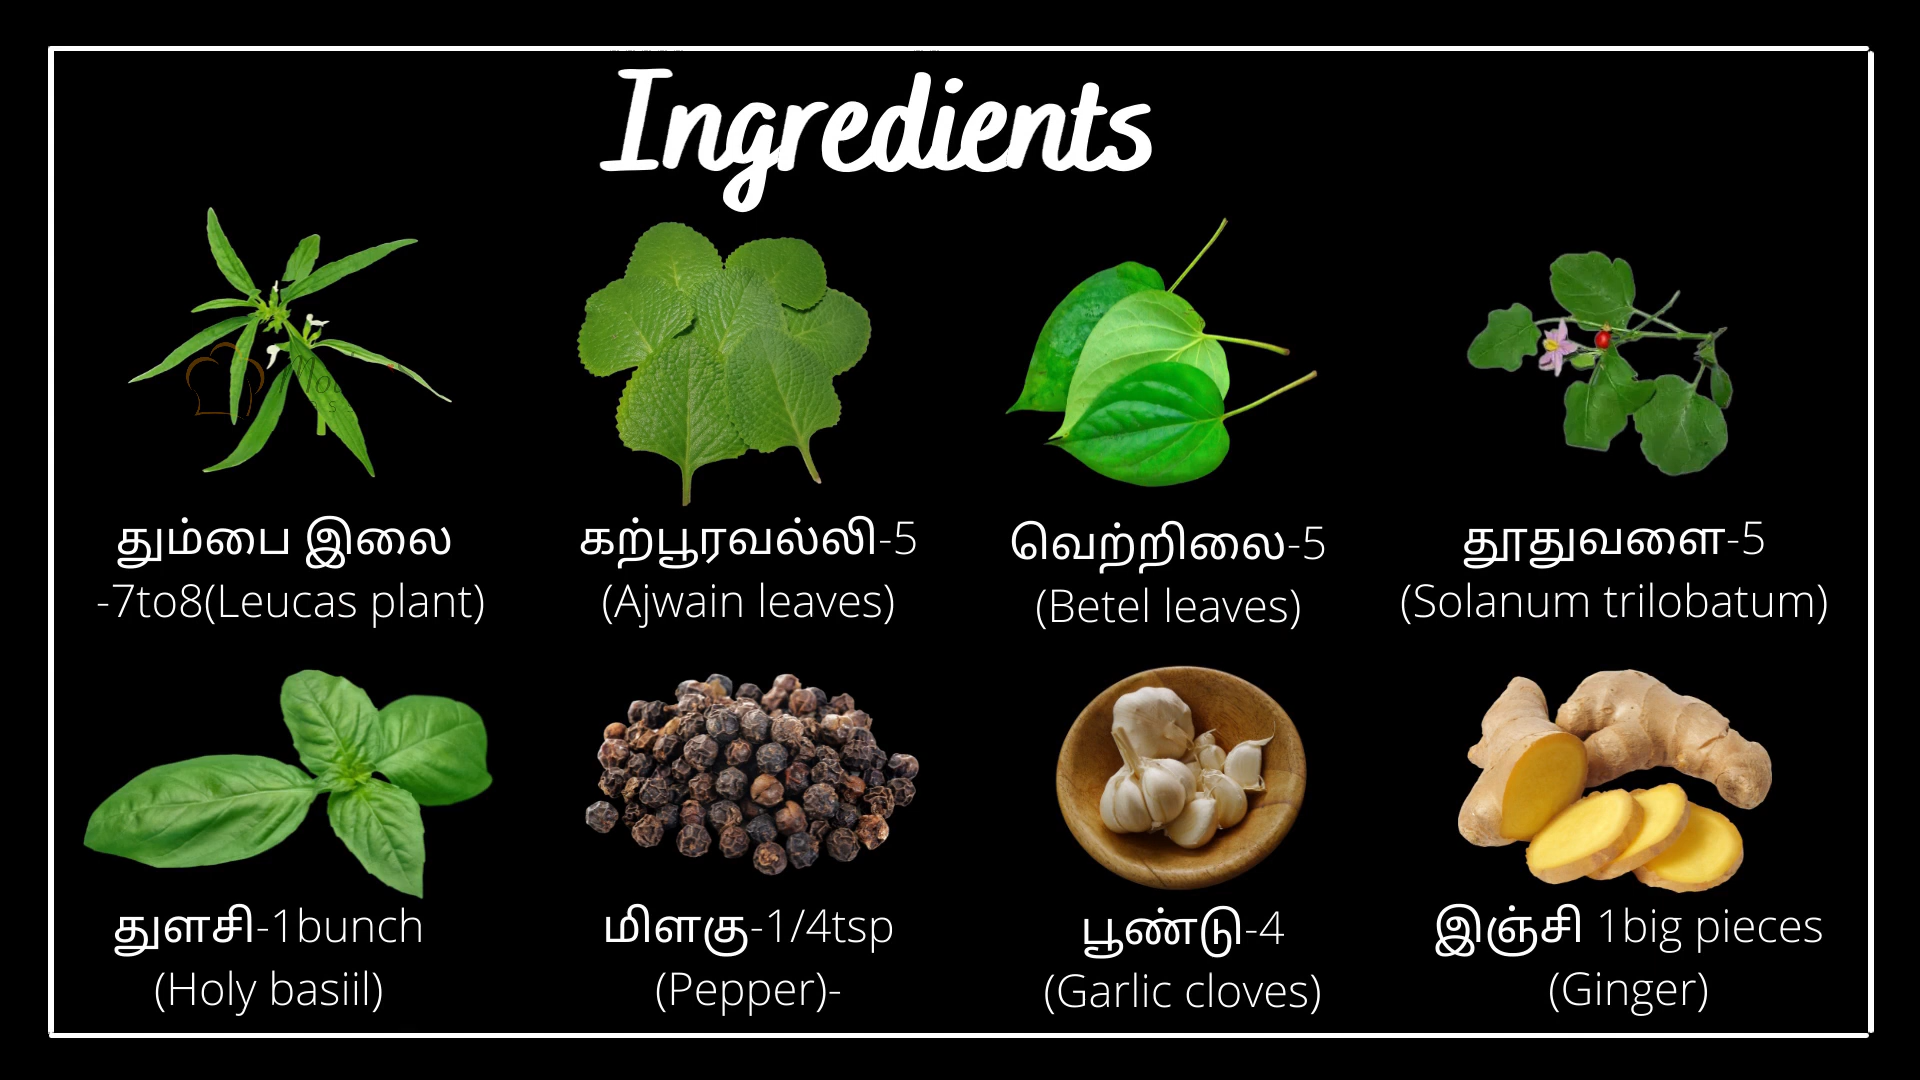 Ingredients
தும்பை இலை
-7to8(Leucas plant)
கற்பூரவல்லி-5
(Ajwain leaves)
வெற்றிலை-5
(Betel leaves)
தூதுவளை-5
(Solanum trilobatum)
துளசி-1bunch
(Holy basiil)
மிளகு-1/4tsp
(Pepper)-
பூண்டு-4
(Garlic cloves)
இஞ்சி 1big pieces
(Ginger)